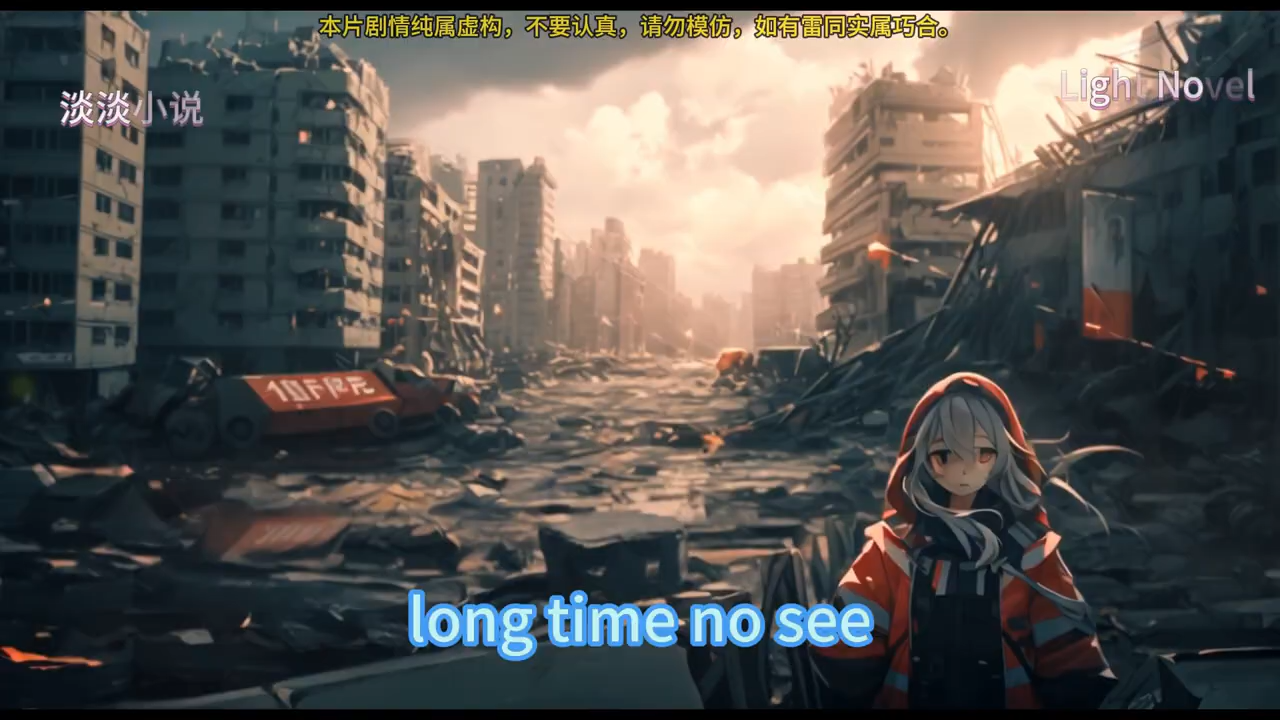 本片剧情纯属虚构，不要认真，请勿模仿，如有雷同实属巧合。
淡淡小说
Light Novel
long time no see